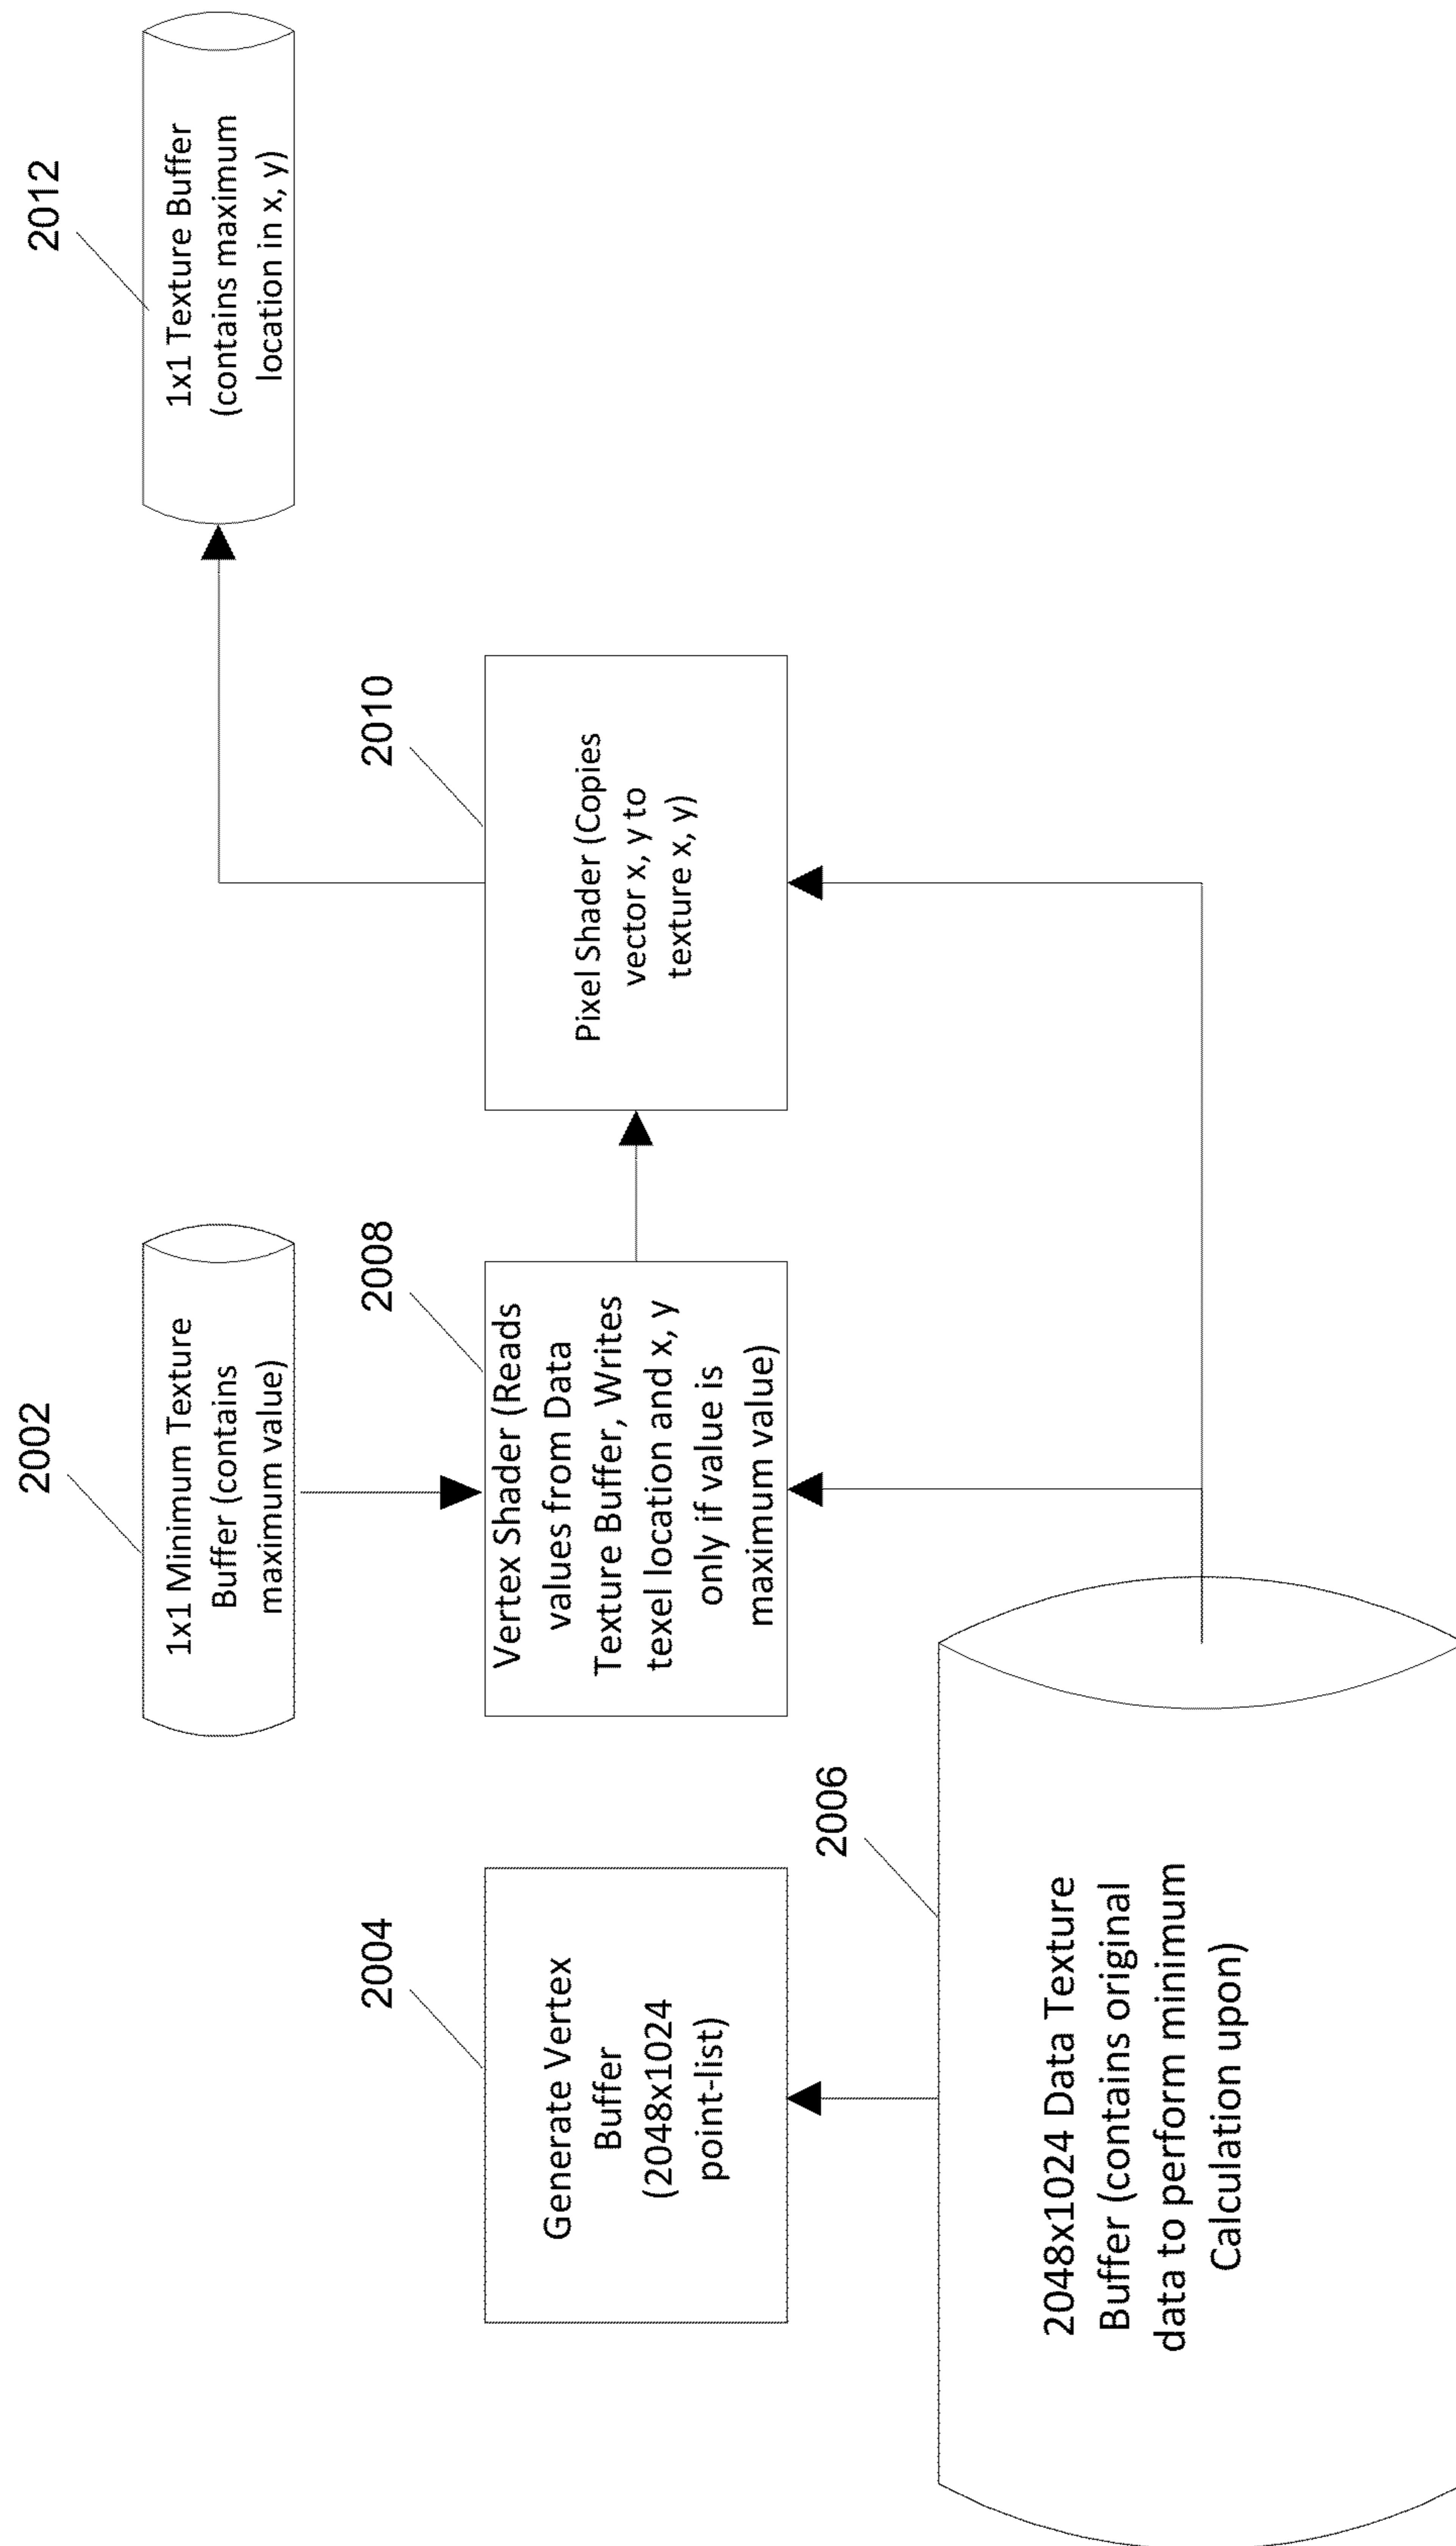 2002
1x1 Minimum Texture
Buffer (contains
maximum value)
2012
1x1 Texture Buffer
(contains maximum
location in x, y)
2004
Generate Vertex
Buffer
(2048x1024
point-list)
2008
Vertex Shader (Reads
values from Data
Texture Buffer, Writes
texel location and x, y
only if value is
maximum value)
2010
Pixel Shader (Copies
vector x, y to
texture x, y)
2006
2048x1024 Data Texture
Buffer (contains original
data to perform minimum
Calculation upon)